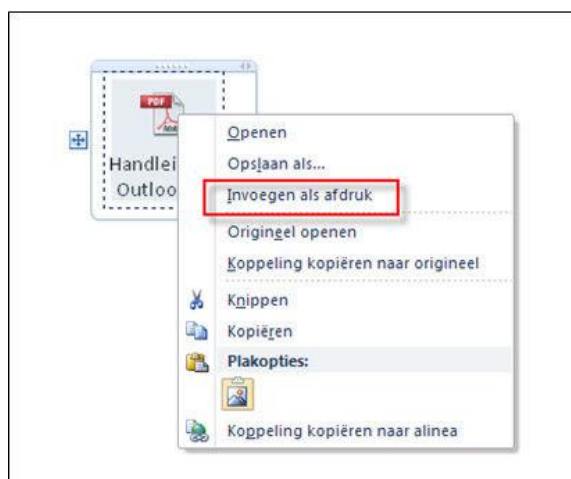 PDF
Adobe
Handlei
Outloo
Openen
Opslaan als...
Invoegen als afdruk
Origineel openen
Koppeling kopiëren naar origineel
Knippen
Kopiëren
Plakopties:
Koppeling kopiëren naar alinea